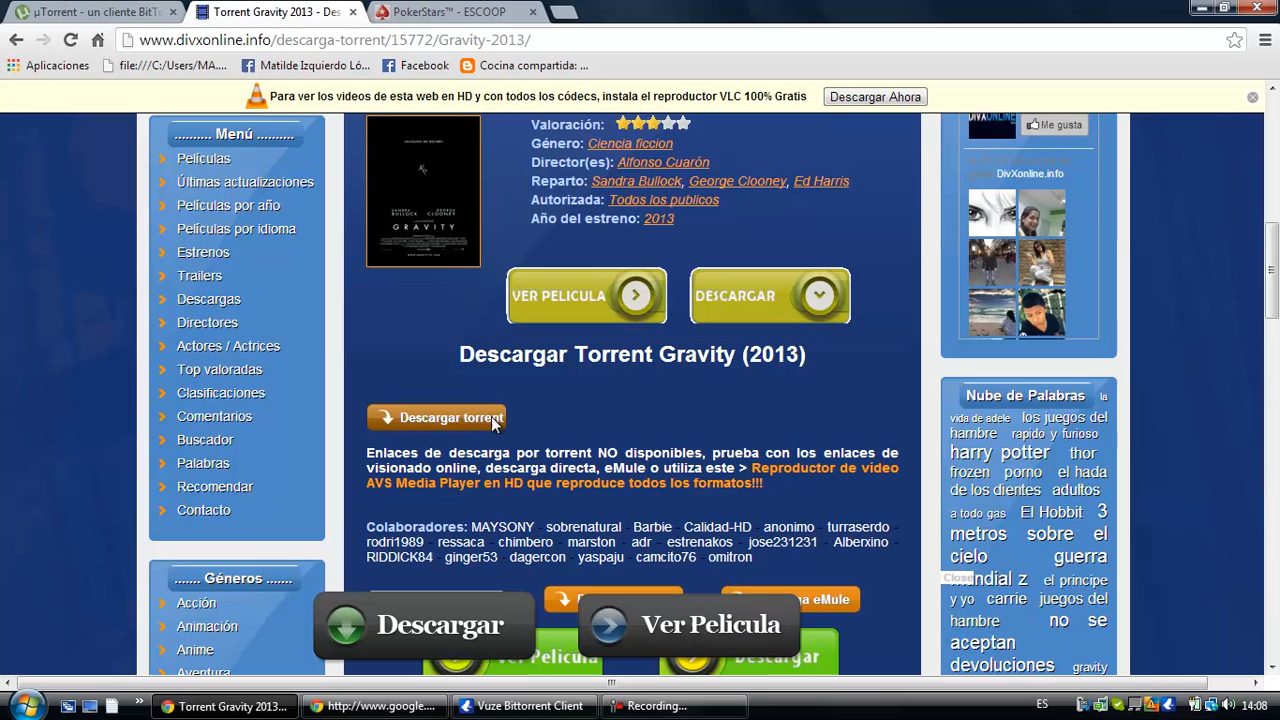 µTorrent - un cliente BitT
Torrent Gravity 2013 - Des
PokerStars™ - ESCOOP
www.divxonline.info/descarga-torrent/15772/Gravity-2013/
Aplicaciones
file:///C:/Users/MA....
Matilde Izquierdo Ló...
Facebook
Cocina compartida: ...
Para ver los videos de esta web en HD y con todos los códecs, instala el reproductor VLC 100% Gratis
Descargar Ahora
.......... Menú ..........
Películas
Últimas actualizaciones
Películas por año
Películas por idioma
Estrenos
Trailers
Descargas
Directores
Actores / Actrices
Top valoradas
Clasificaciones
Comentarios
Buscador
Palabras
Recomendar
Contacto
....... Géneros .......
Acción
Animación
Anime
Aventura
SANDRA BULLOCK GEORGE CLOONEY
GRAVITY
Valoración:
Género: Ciencia ficcion
Director(es): Alfonso Cuarón
Reparto: Sandra Bullock, George Clooney, Ed Harris
Autorizada: Todos los publicos
Año del estreno: 2013
VER PELICULA
DESCARGAR
Descargar Torrent Gravity (2013)
Descargar torrent
Enlaces de descarga por torrent NO disponibles, prueba con los enlaces de
visionado online, descarga directa, eMule o utiliza este > Reproductor de vídeo
AVS Media Player en HD que reproduce todos los formatos!!!
Colaboradores: MAYSONY - sobrenatural - Barbie - Calidad-HD - anonimo - turraserdo -
rodri1989 - ressaca - chimbero - marston - adr - estrenakos - jose231231 - Alberxino -
RIDDICK84 - ginger53 - dagercon - yaspaju - camcito76 - omitron
eMule
Descargar
Ver Pelicula
Ver Pelicula
Descargar
DIVXONLINE
Me gusta
DivXonline.info
Nube de Palabras la
vida de adele los juegos del
hambre rapido y furioso
harry potter thor
frozen porno el hada
de los dientes adultos
a todo gas El Hobbit 3
metros sobre el
cielo guerra
Close
mundial z el principe
y yo carrie juegos del
hambre no se
aceptan
devoluciones gravity
Torrent Gravity 2013...
http://www.google....
Vuze Bittorrent Client
Recording...
ES
14:08